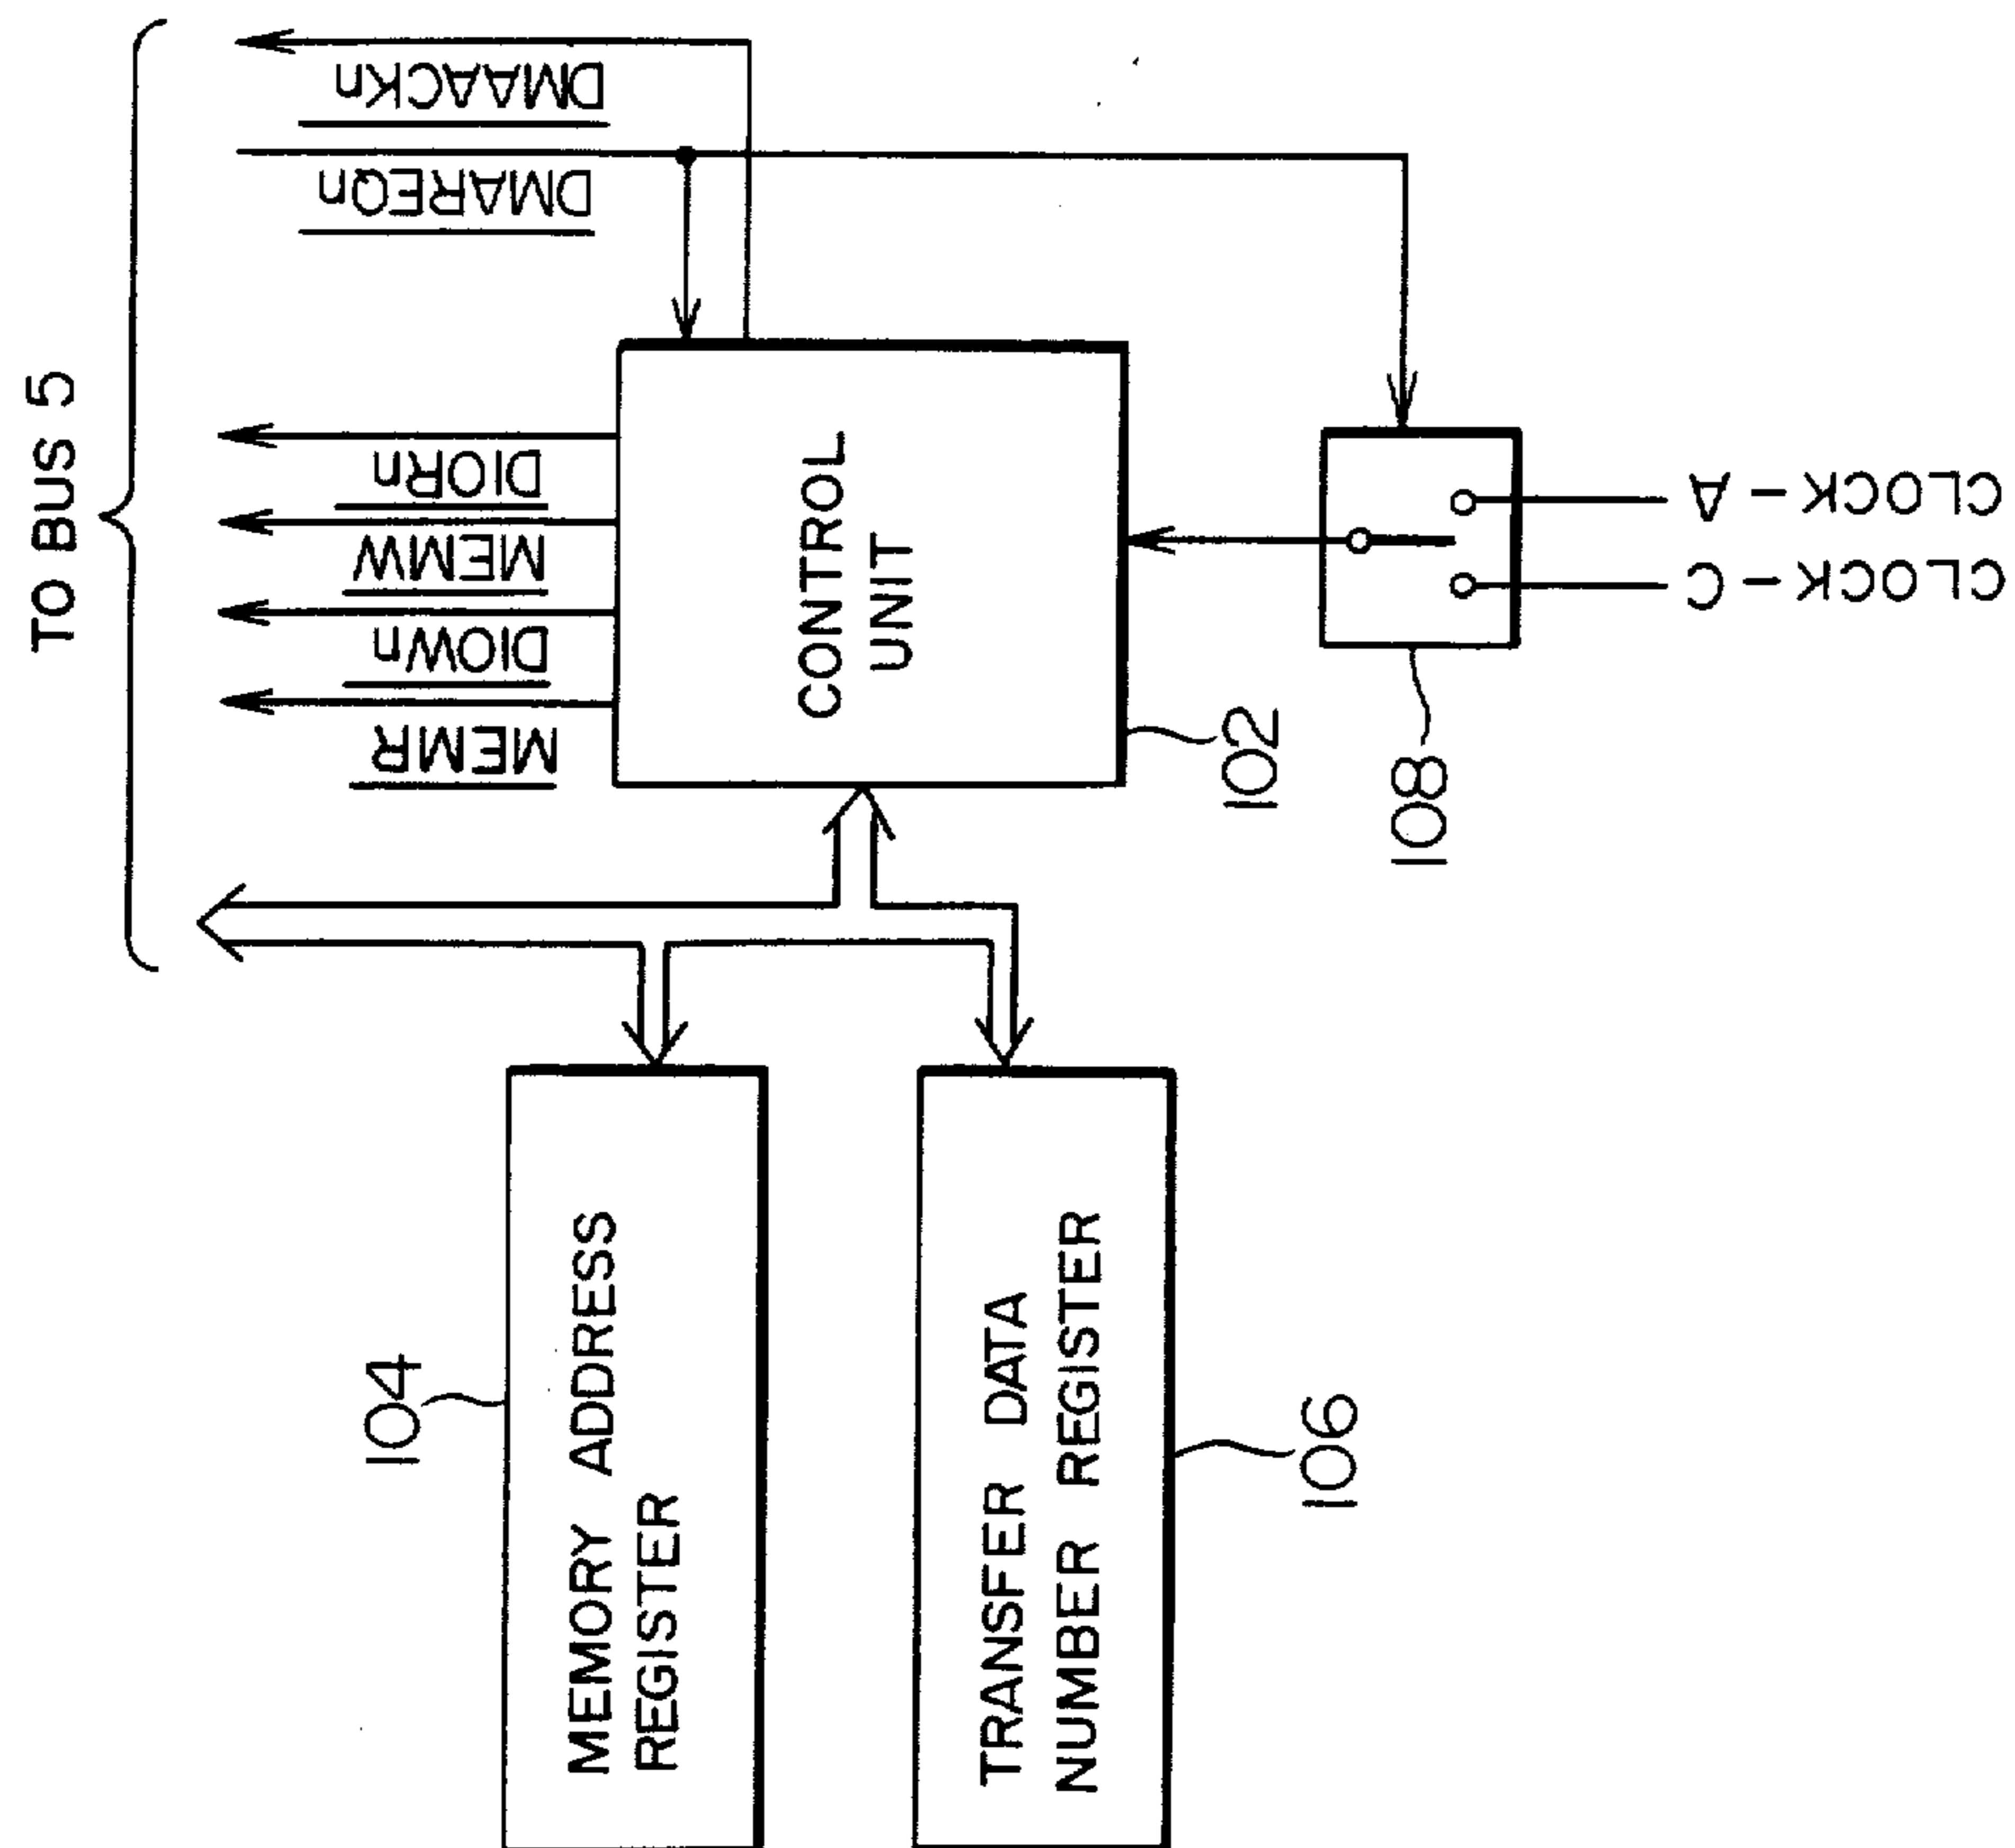 TO BUS 5
DMAACKn
DMAREQn
DIORn
MEMW
DIOWn
MEMR
CONTROL
UNIT
102
108
CLOCK-A
CLOCK-C
104
MEMORY ADDRESS
REGISTER
TRANSFER DATA
NUMBER REGISTER
106